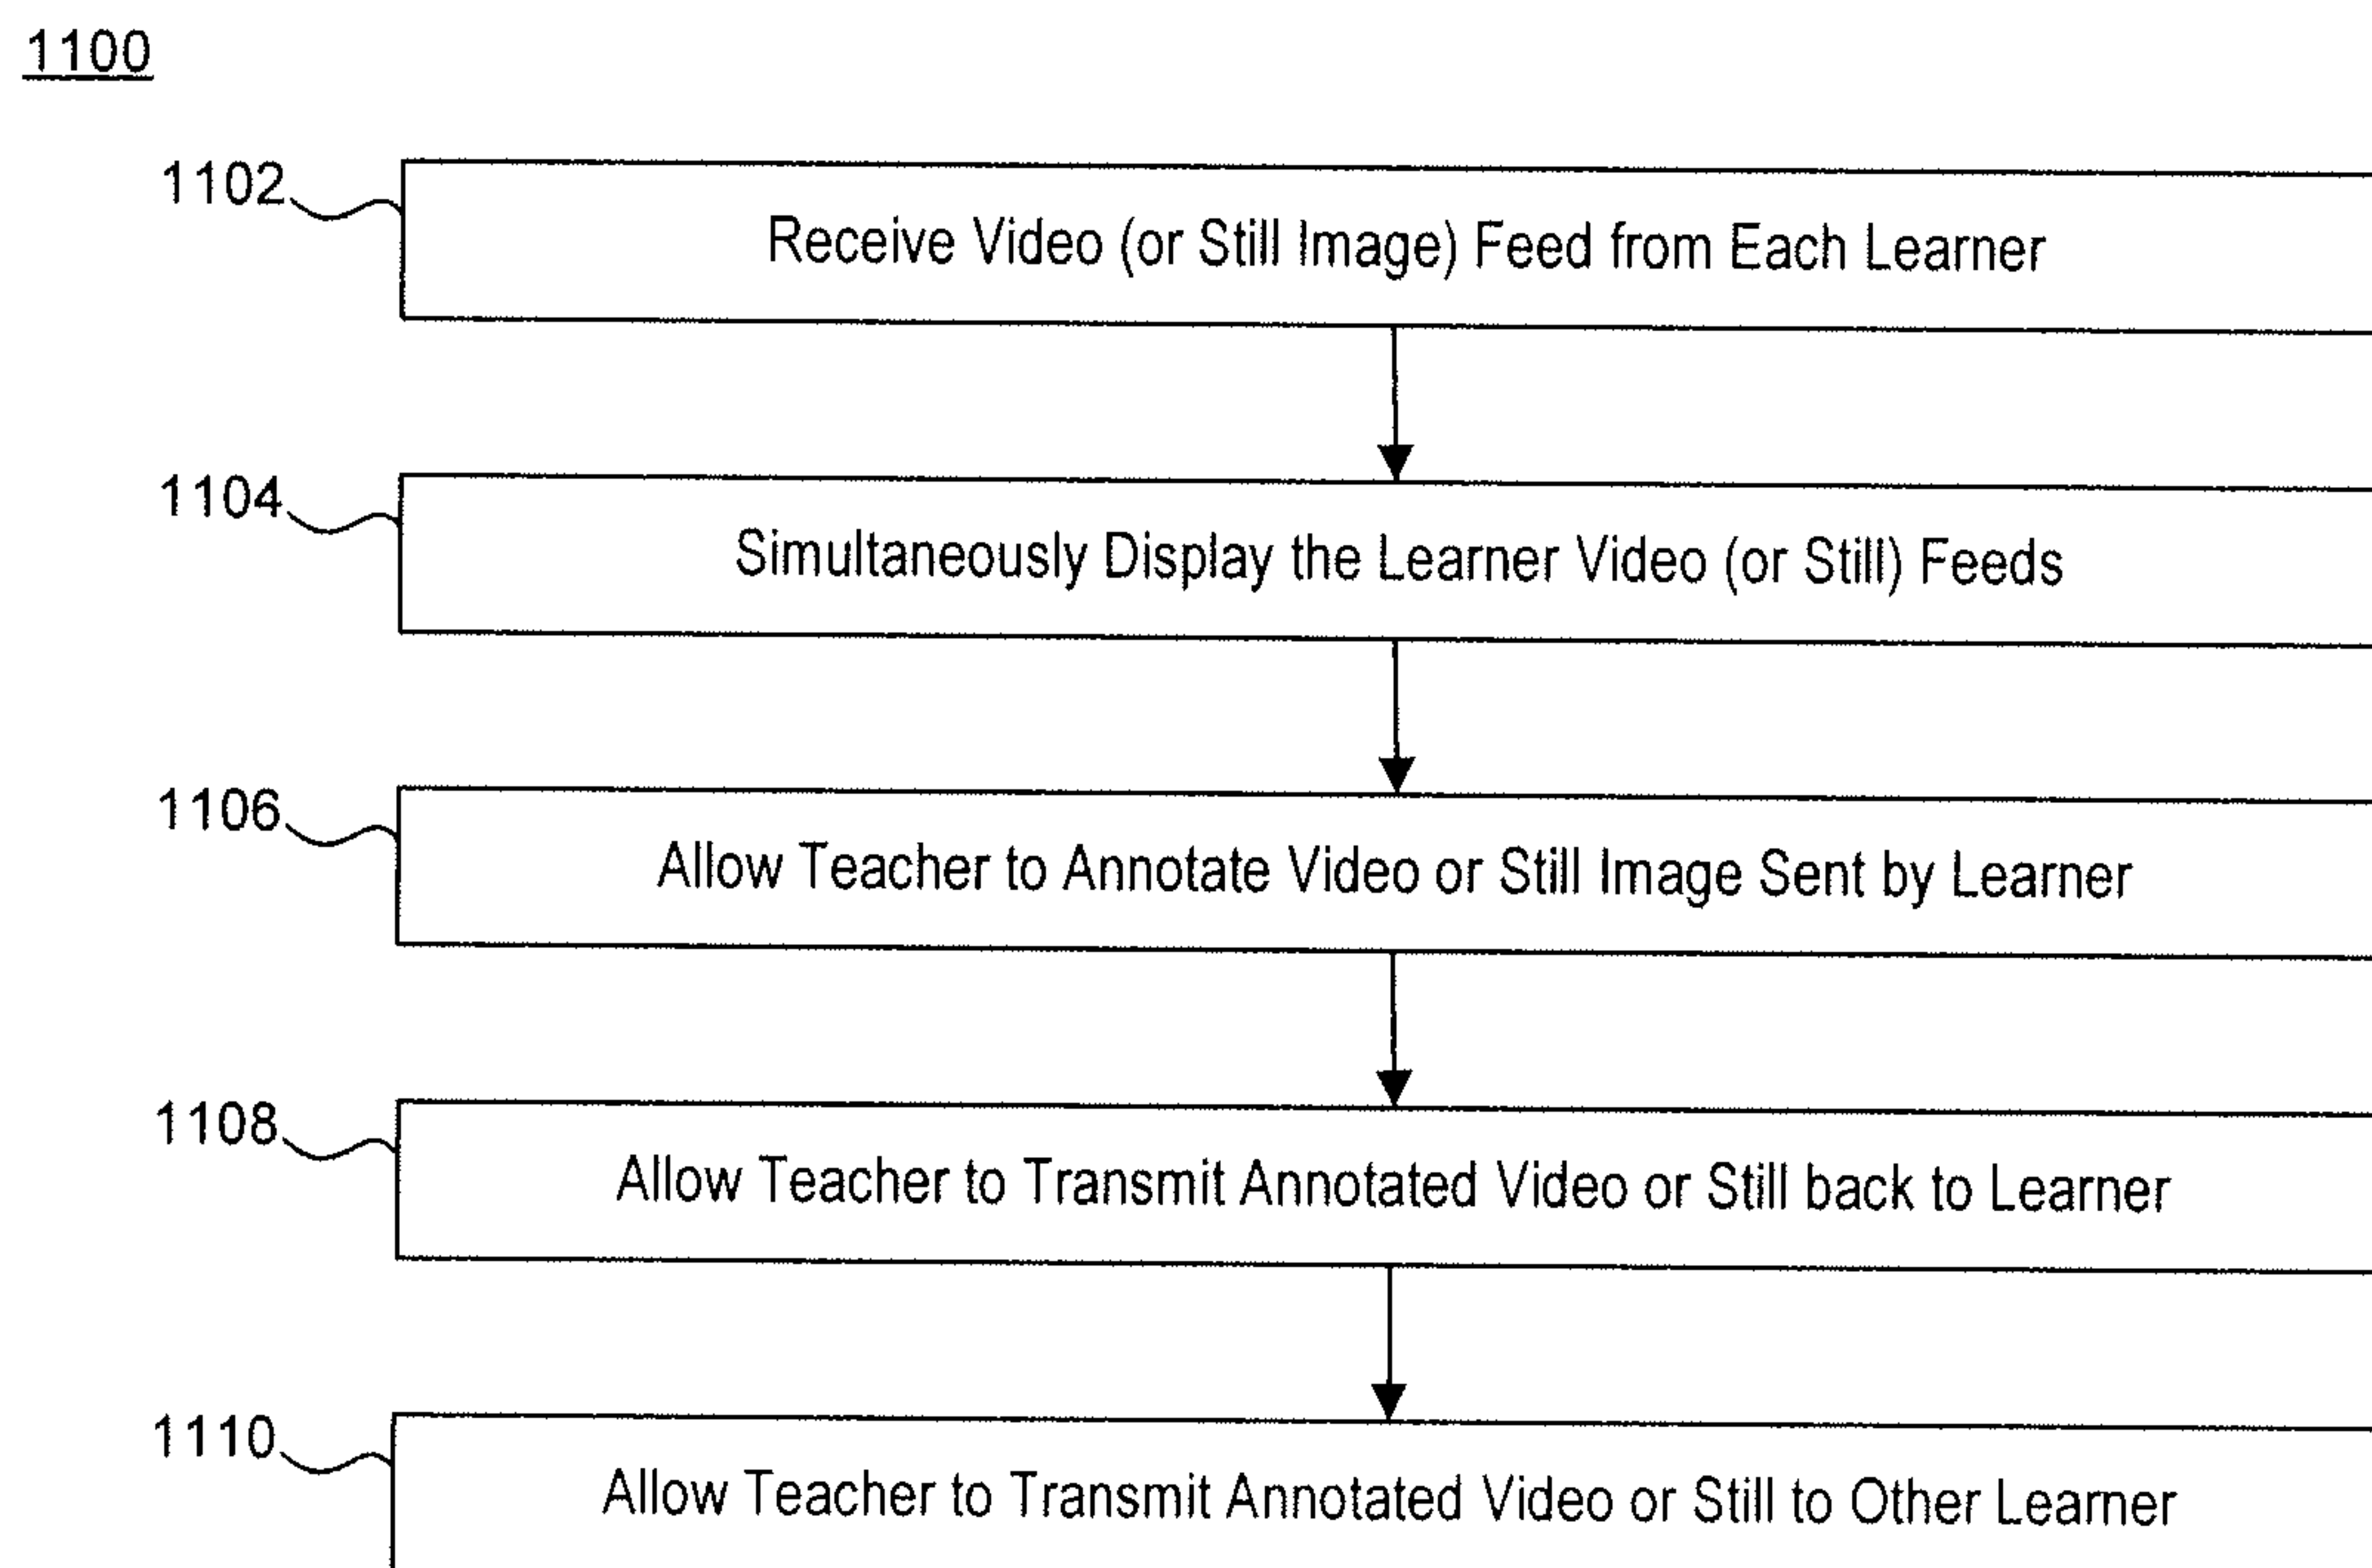 1100
1102
Receive Video (or Still Image) Feed from Each Learner
1104
Simultaneously Display the Learner Video (or Still) Feeds
1106
Allow Teacher to Annotate Video or Still Image Sent by Learner
1108
Allow Teacher to Transmit Annotated Video or Still back to Learner
1110
Allow Teacher to Transmit Annotated Video or Still to Other Learner